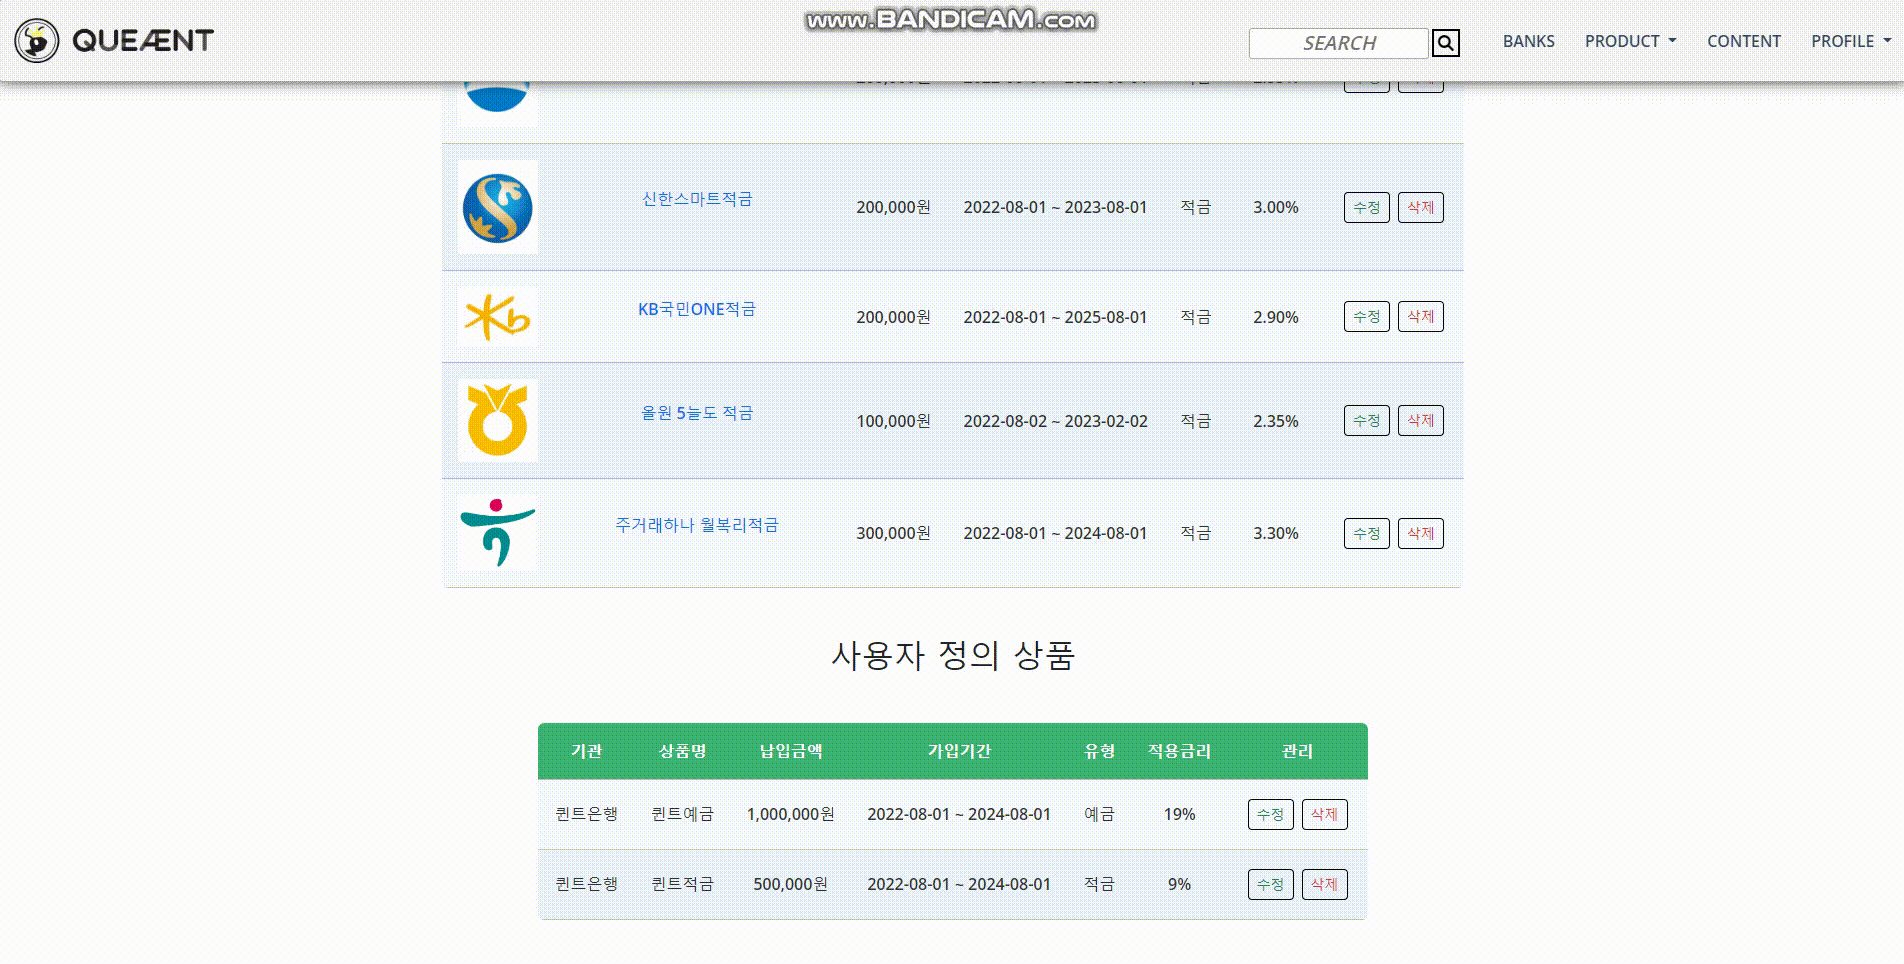 www.BANDICAM.com
QUEÆNT
SEARCH
BANKS
PRODUCT
CONTENT
PROFILE
신한스마트적금 200,000원 2022-08-01 ~ 2023-08-01 적금 3.00% 수정 삭제
KB국민ONE적금 200,000원 2022-08-01 ~ 2025-08-01 적금 2.90% 수정 삭제
올원 5늘도 적금 100,000원 2022-08-02 ~ 2023-02-02 적금 2.35% 수정 삭제
주거래하나 월복리적금 300,000원 2022-08-01 ~ 2024-08-01 적금 3.30% 수정 삭제
사용자 정의 상품
기관 상품명 납입금액 가입기간 유형 적용금리 관리
퀸트은행 퀸트예금 1,000,000원 2022-08-01 ~ 2024-08-01 예금 19% 수정 삭제
퀸트은행 퀸트적금 500,000원 2022-08-01 ~ 2024-08-01 적금 9% 수정 삭제